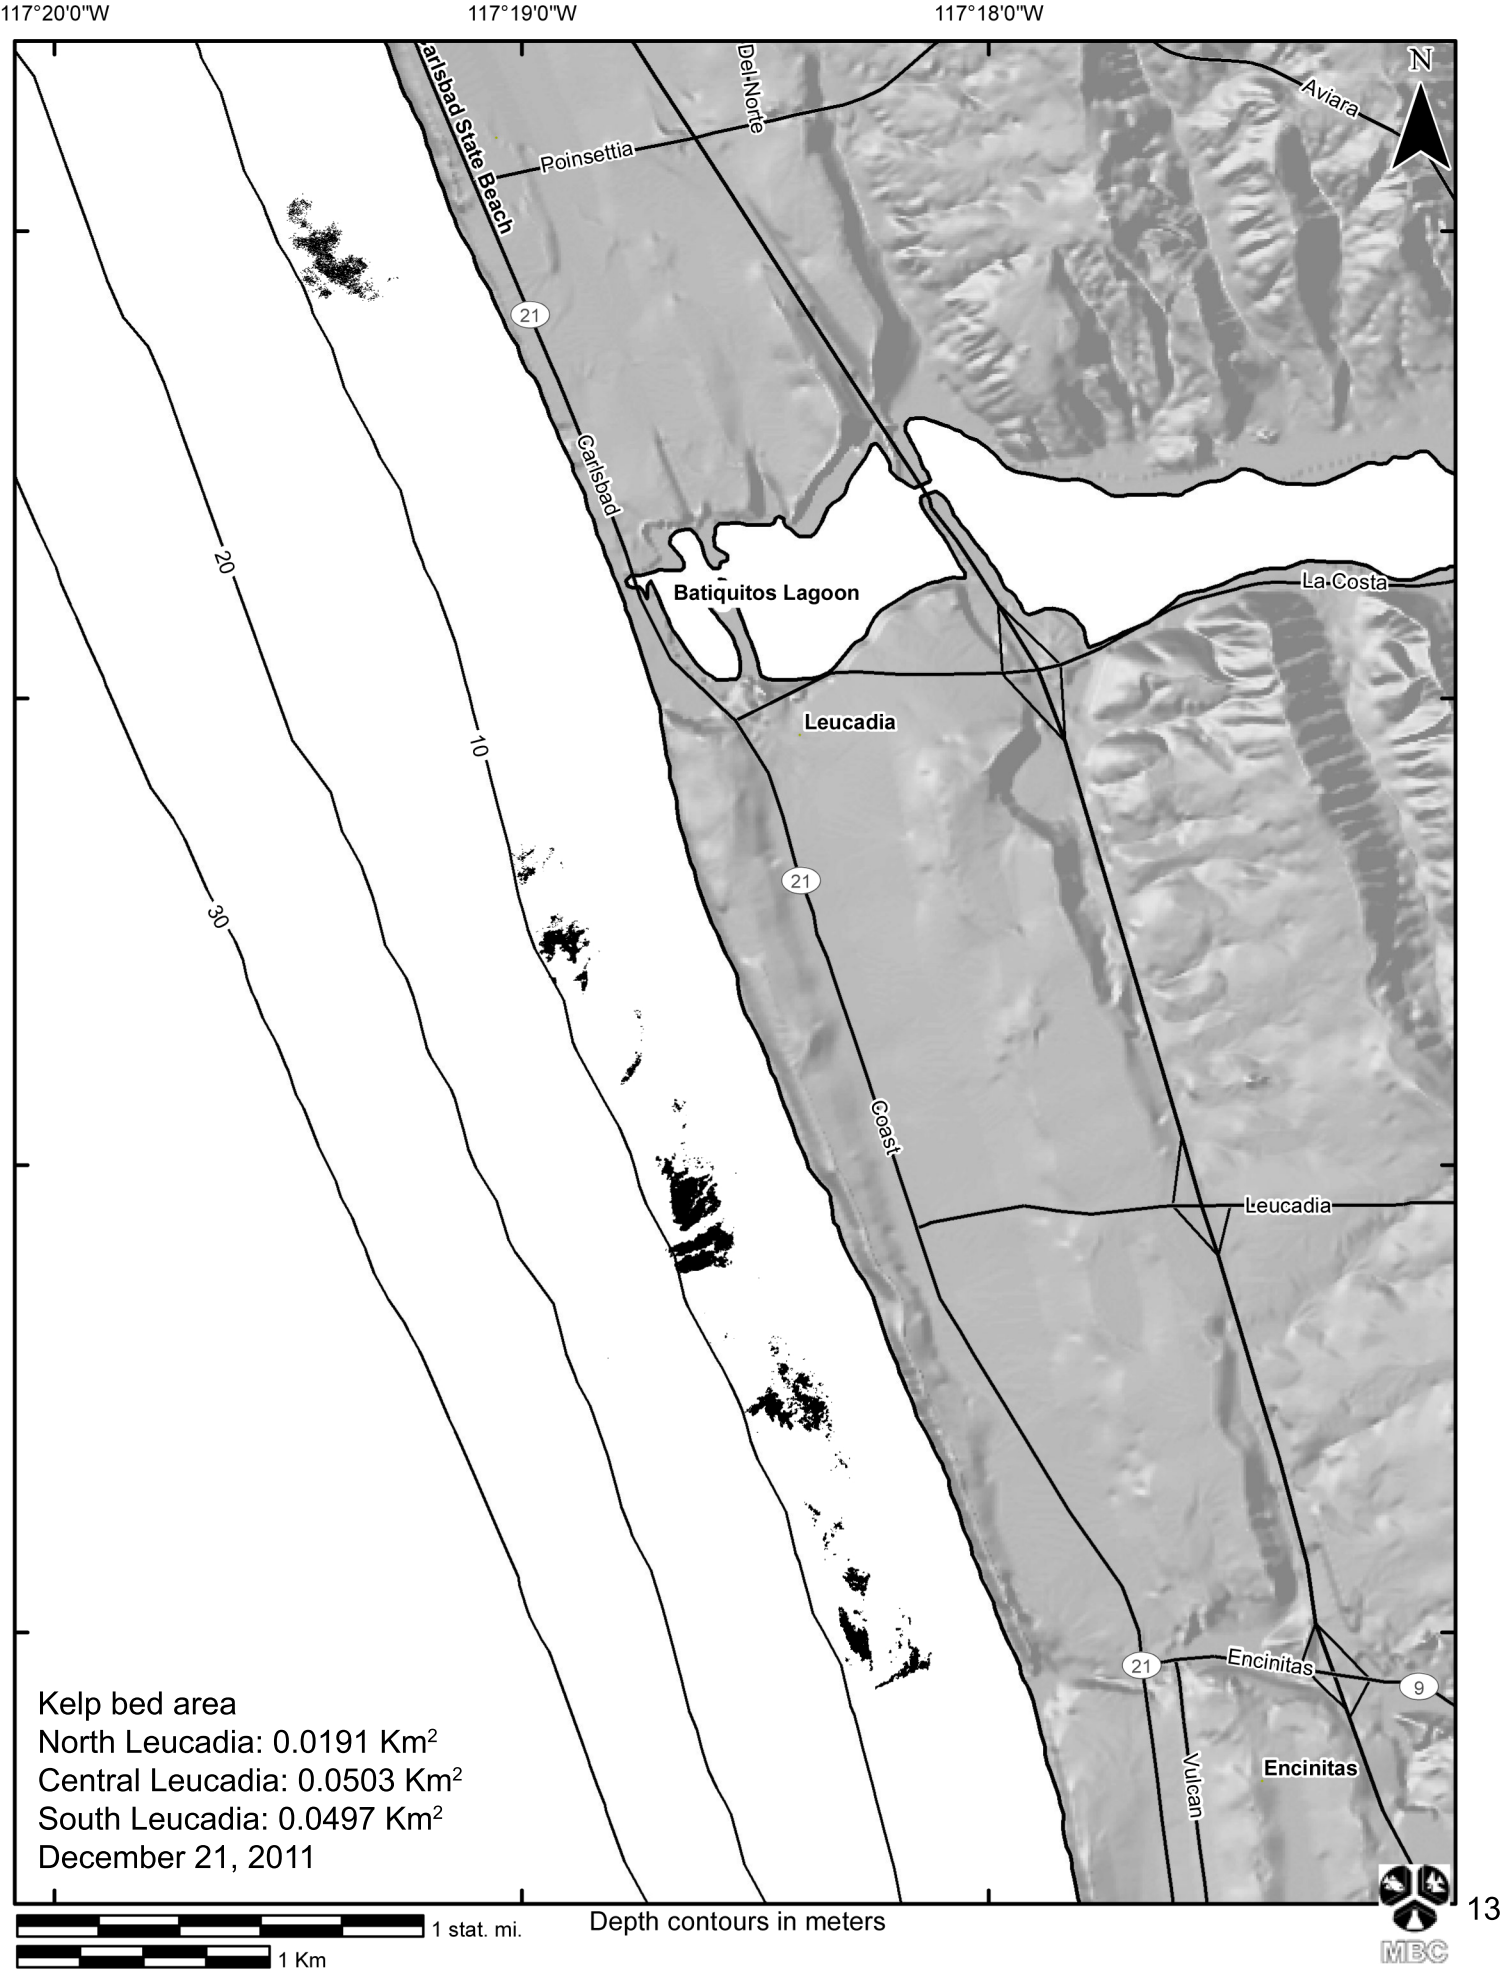 117°20'0"W
117°19'0"W
117°18'0"W
N
Carlsbad State Beach
Del Norte
Aviara
Poinsettia
21
Carlsbad
20
La Costa
Batiquitos Lagoon
Leucadia
10
21
30
Coast
Leucadia
21
Encinitas
9
Vulcan
Encinitas
Kelp bed area
North Leucadia: 0.0191 Km²
Central Leucadia: 0.0503 Km²
South Leucadia: 0.0497 Km²
December 21, 2011
13
1 stat. mi.
Depth contours in meters
1 Km
MBC